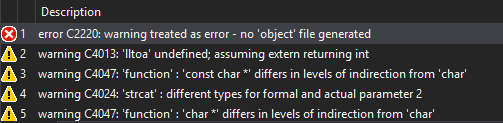 Description
1 error C2220: warning treated as error - no 'object' file generated
2 warning C4013: 'lltoa' undefined; assuming extern returning int
3 warning C4047: 'function' : 'const char *' differs in levels of indirection from 'char'
4 warning C4024: 'strcat' : different types for formal and actual parameter 2
5 warning C4047: 'function' : 'char *' differs in levels of indirection from 'char'